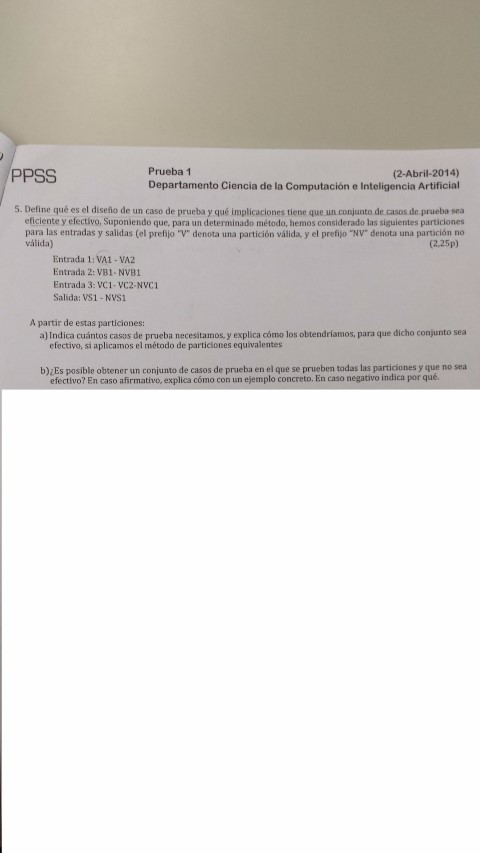 PPSS
Prueba 1
(2-Abril-2014)
Departamento Ciencia de la Computación e Inteligencia Artificial
5. Define qué es el diseño de un caso de prueba y qué implicaciones tiene que un conjunto de casos de prueba sea
eficiente y efectivo. Suponiendo que, para un determinado método, hemos considerado las siguientes particiones
para las entradas y salidas (el prefijo "V" denota una partición válida, y el prefijo "NV" denota una partición no
válida) (2,25p)
Entrada 1: VA1 - VA2
Entrada 2: VB1- NVB1
Entrada 3: VC1- VC2-NVC1
Salida: VS1 - NVS1
A partir de estas particiones:
a) Indica cuántos casos de prueba necesitamos, y explica cómo los obtendríamos, para que dicho conjunto sea
efectivo, si aplicamos el método de particiones equivalentes
b)¿Es posible obtener un conjunto de casos de prueba en el que se prueben todas las particiones y que no sea
efectivo? En caso afirmativo, explica cómo con un ejemplo concreto. En caso negativo indica por qué.